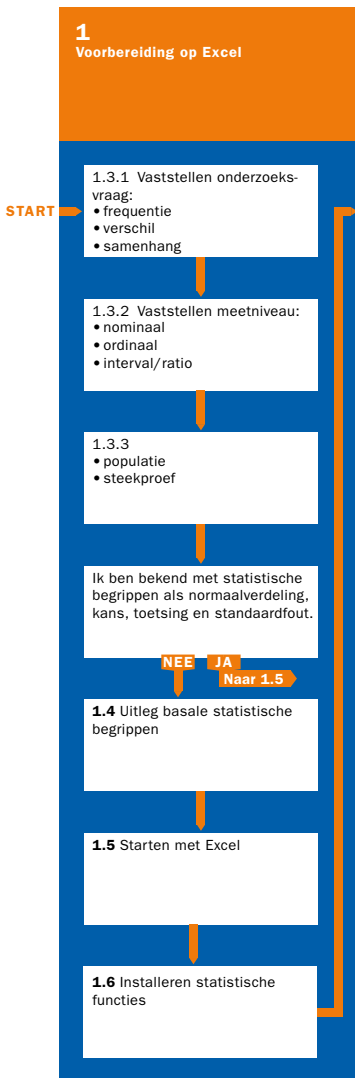 1
Voorbereiding op Excel
START
1.3.1 Vaststellen onderzoeks-
vraag:
• frequentie
• verschil
• samenhang
1.3.2 Vaststellen meetniveau:
• nominaal
• ordinaal
• interval/ratio
1.3.3
• populatie
• steekproef
Ik ben bekend met statistische
begrippen als normaalverdeling,
kans, toetsing en standaardfout.
NEE JA
Naar 1.5
1.4 Uitleg basale statistische
begrippen
1.5 Starten met Excel
1.6 Installeren statistische
functies